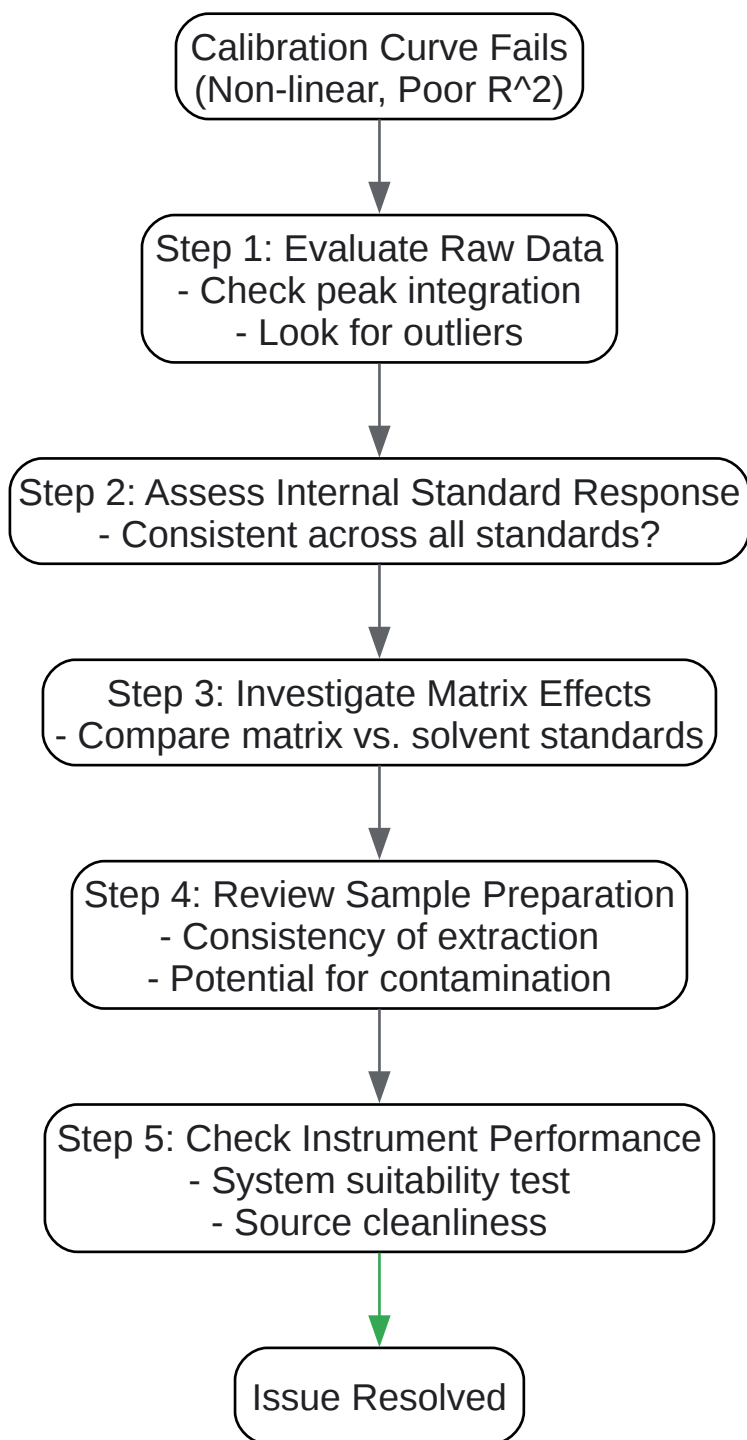 Calibration Curve Fails
(Non-linear, Poor R^2)
Step 1: Evaluate Raw Data
- Check peak integration
- Look for outliers
Step 2: Assess Internal Standard Response
- Consistent across all standards?
Step 3: Investigate Matrix Effects
- Compare matrix vs. solvent standards
Step 4: Review Sample Preparation
- Consistency of extraction
- Potential for contamination
Step 5: Check Instrument Performance
- System suitability test
- Source cleanliness
Issue Resolved